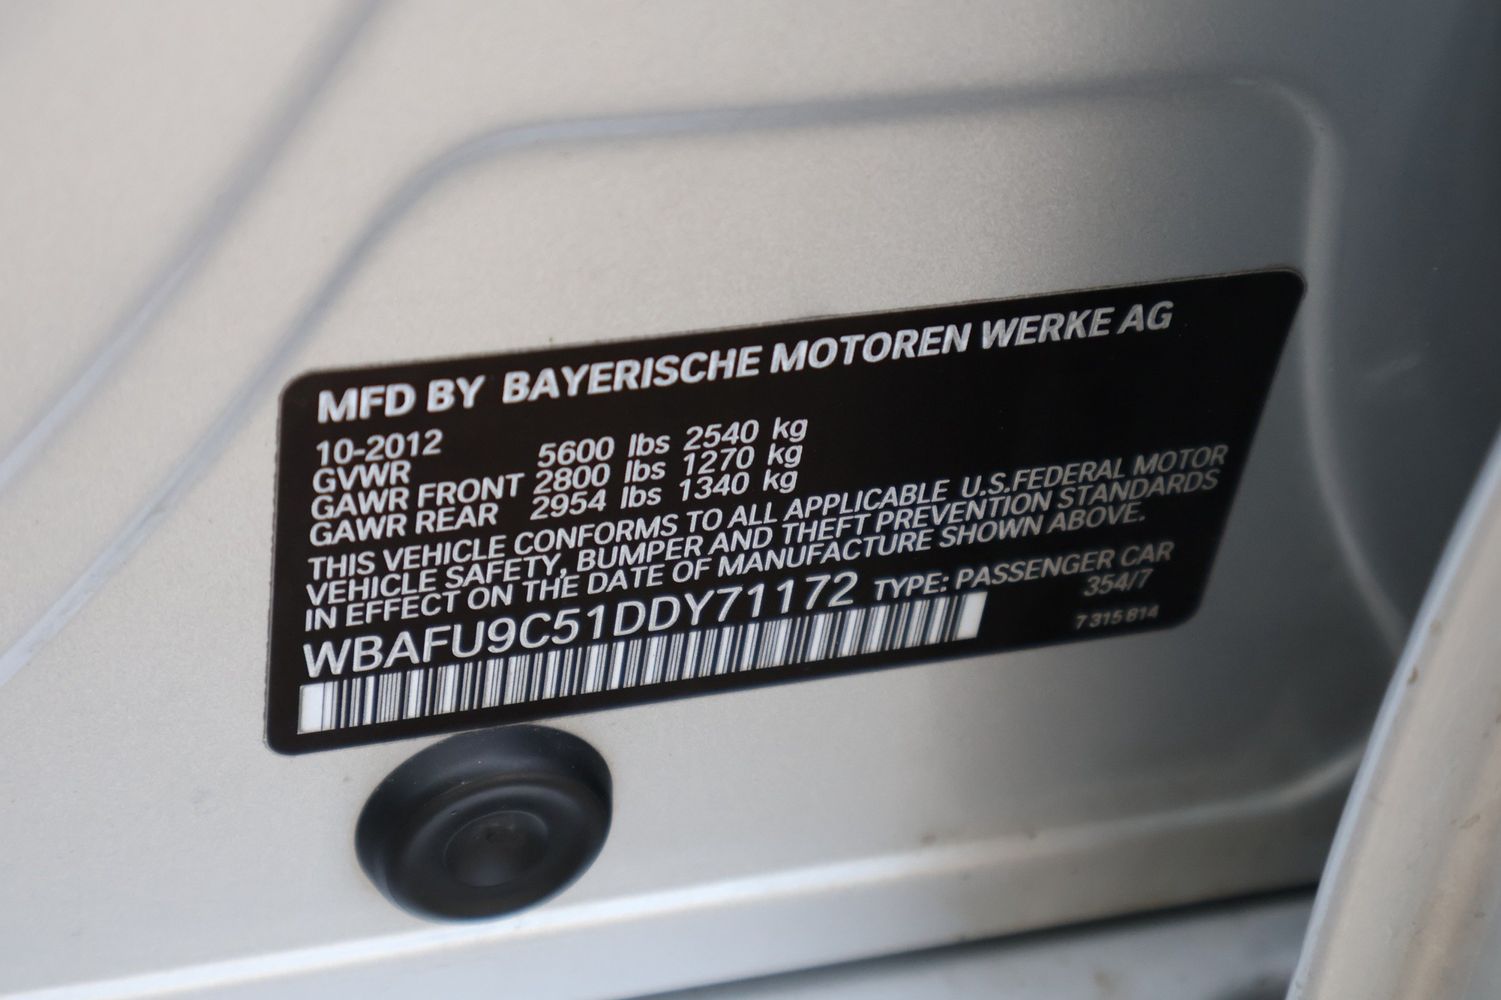 MFD BY BAYERISCHE MOTOREN WERKE AG
10-2012
GVWR 5600 lbs 2540 kg
GAWR FRONT 2800 lbs 1270 kg
GAWR REAR 2954 lbs 1340 kg
THIS VEHICLE CONFORMS TO ALL APPLICABLE U.S.FEDERAL MOTOR
VEHICLE SAFETY, BUMPER AND THEFT PREVENTION STANDARDS
IN EFFECT ON THE DATE OF MANUFACTURE SHOWN ABOVE.
WBAFU9C51DDY71172 TYPE: PASSENGER CAR
354/7
7 315 814